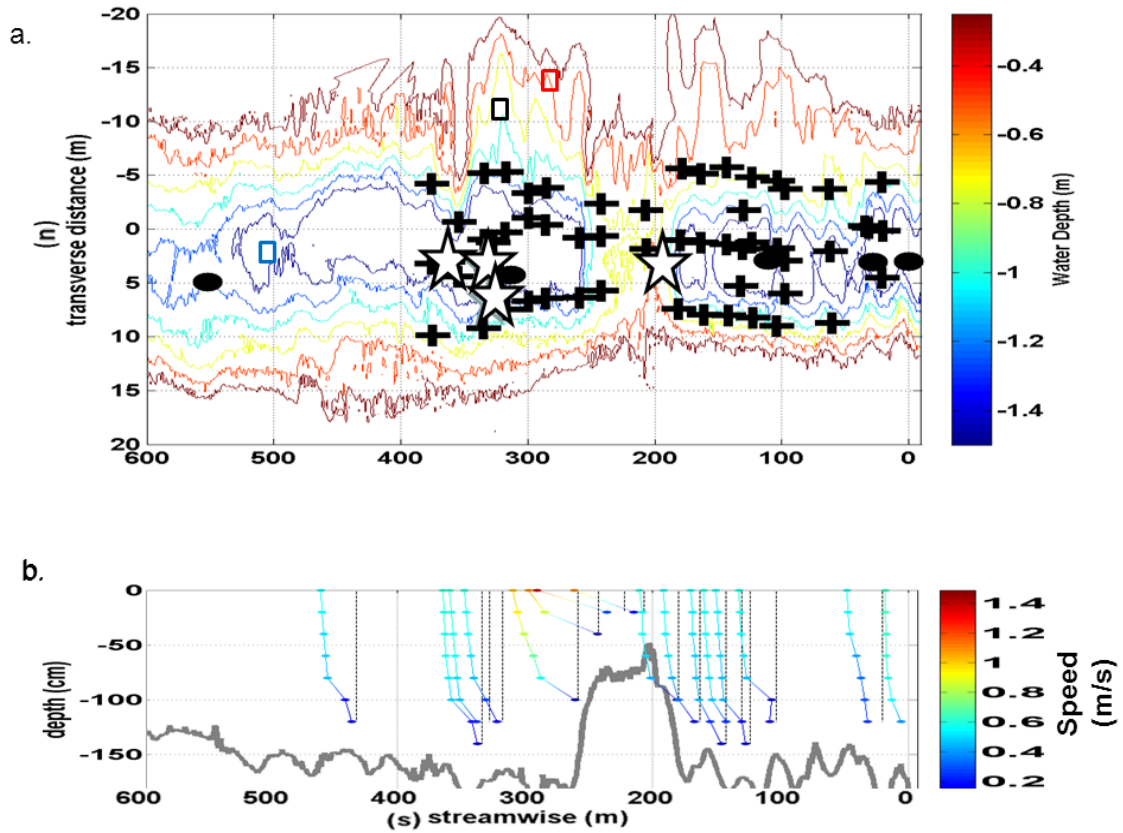 a.
-20
-15
-10
-5
0
5
10
15
20
(n)
transverse distance (m)
600 500 400 300 200 100 0
-0.4
-0.6
-0.8
-1
-1.2
-1.4
Water Depth (m)
b.
0
-50
-100
-150
depth (cm)
600 500 400 300 200 100 0
(s) streamwise (m)
1.4
1.2
1
0.8
0.6
0.4
0.2
Speed
(m/s)